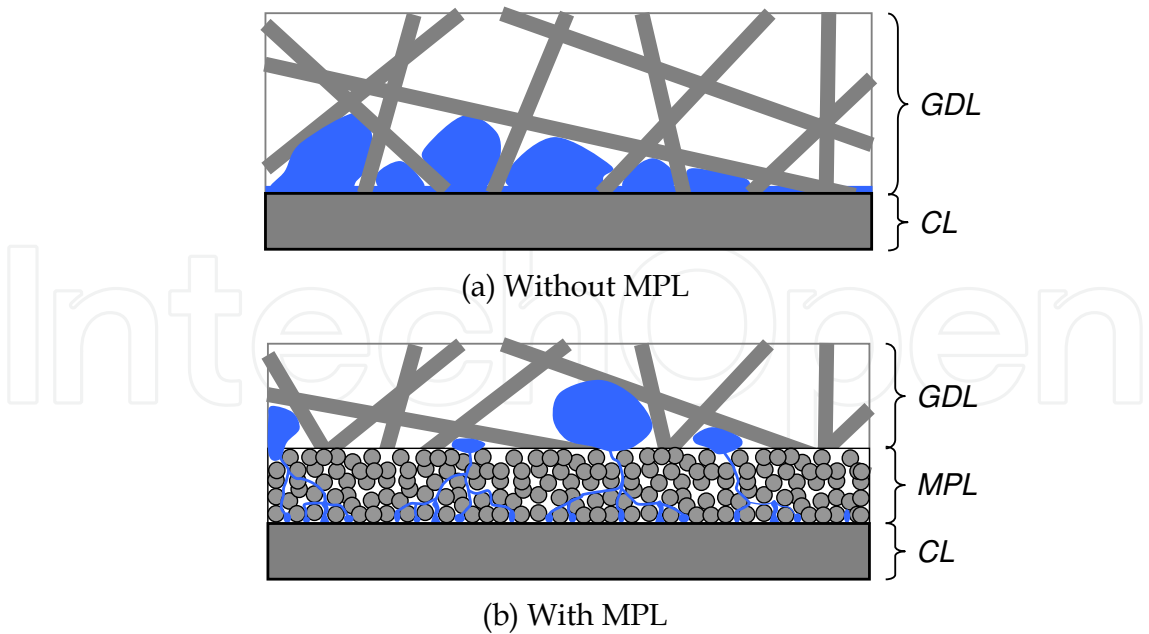 GDL
CL
(a) Without MPL
IntechOpen
GDL
MPL
CL
(b) With MPL